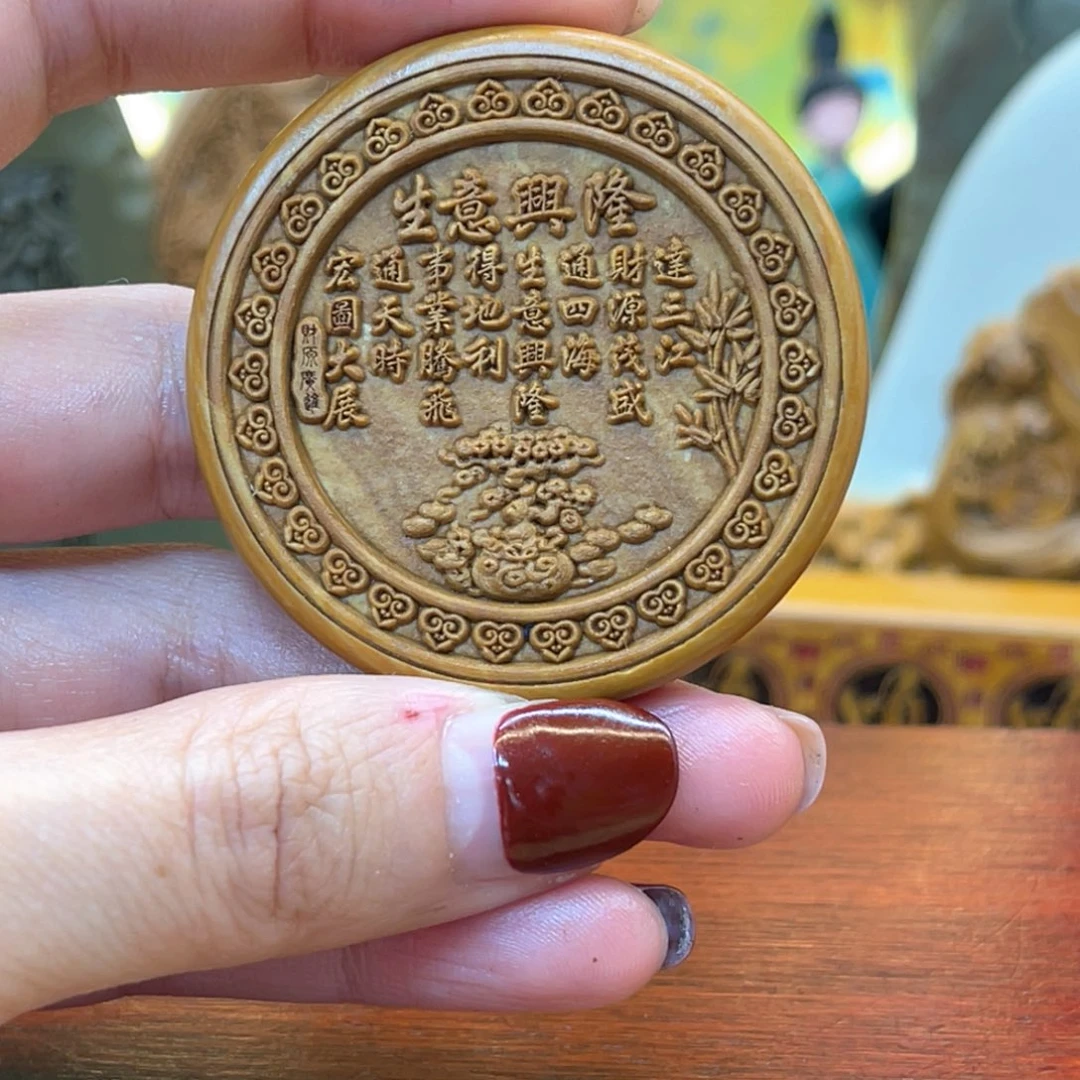 生意興隆
宏圖大展
通天時
事業騰飛
得地利
生意興隆
通四海
財源茂盛
達三江